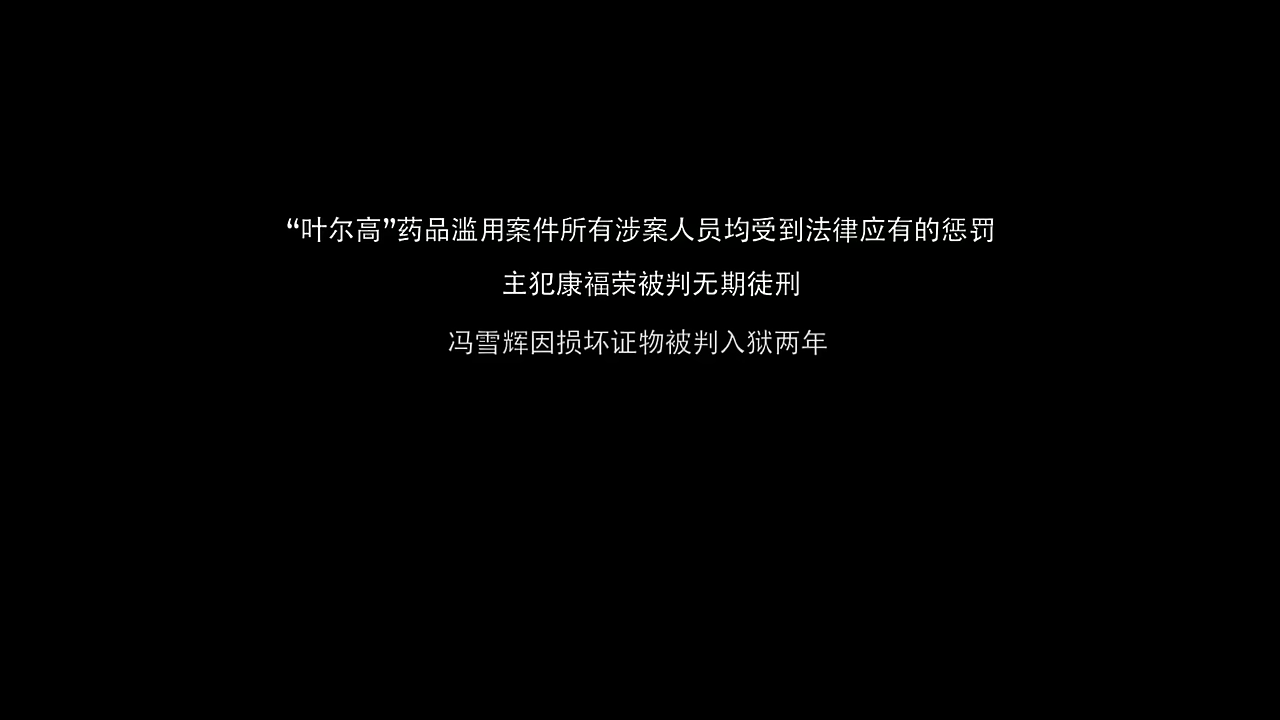 “叶尔高”药品滥用案件所有涉案人员均受到法律应有的惩罚
主犯康福荣被判无期徒刑
冯雪辉因损坏证物被判入狱两年